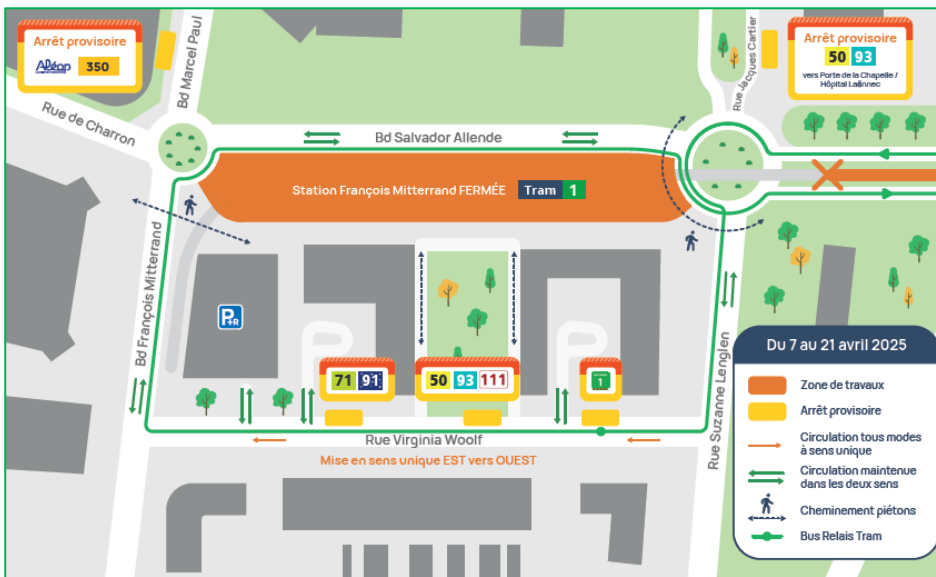 Arrêt provisoire
Aléop 350
Bd Marcel Paul
Rue de Charron
Rue Jacques Cartier
Arrêt provisoire
50 93
vers Porte de la Chapelle /
Hôpital Laënnec
Bd Salvador Allende
Station François Mitterrand FERMÉE Tram 1
Bd François Mitterrand
P+R
71 91
50 93 111
1
Rue Suzanne Lenglen
Rue Virginia Woolf
Mise en sens unique EST vers OUEST
Du 7 au 21 avril 2025
Zone de travaux
Arrêt provisoire
Circulation tous modes
à sens unique
Circulation maintenue
dans les deux sens
Cheminement piétons
Bus Relais Tram